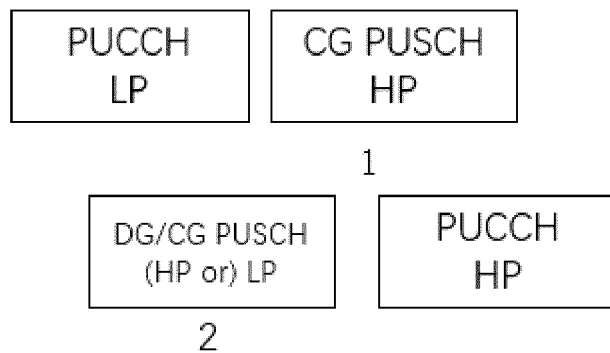 PUCCH
LP
CG PUSCH
HP
1
DG/CG PUSCH
(HP or) LP
PUCCH
HP
2